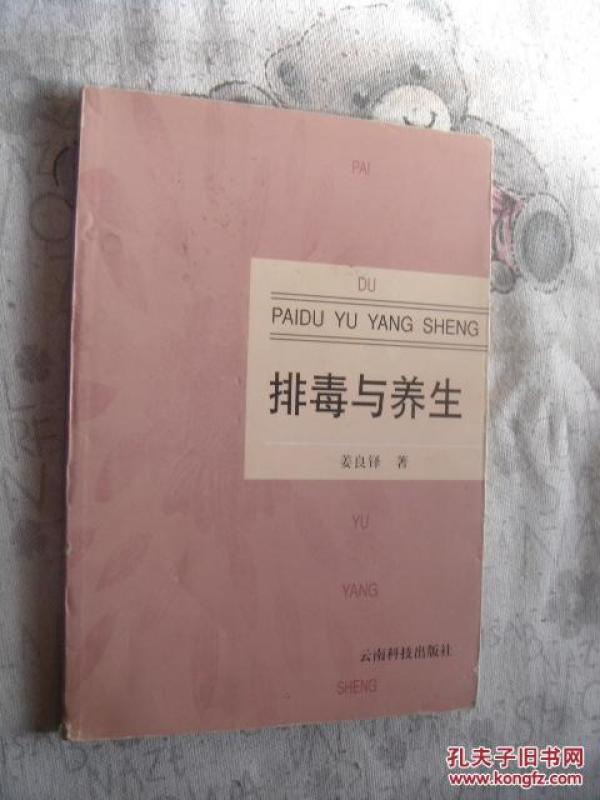 PAI
DU
PAIDU YU YANG SHENG
排毒与养生
姜良铎 著
YU
YANG
云南科技出版社
SHENG
孔夫子旧书网
www.kongfz.com